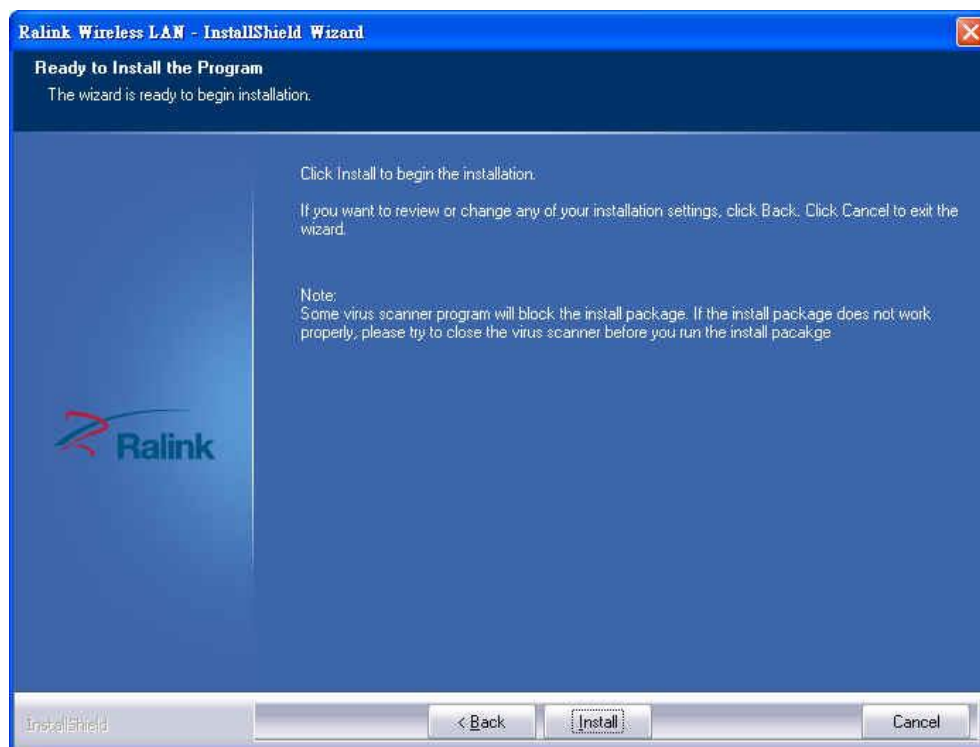 Ralink Wireless LAN - InstallShield Wizard
Ready to Install the Program
The wizard is ready to begin installation.
Click Install to begin the installation.
If you want to review or change any of your installation settings, click Back. Click Cancel to exit the
wizard.
Note:
Some virus scanner program will block the install package. If the install package does not work
properly, please try to close the virus scanner before you run the install pacakge
Ralink
InstallShield
< Back
Install
Cancel